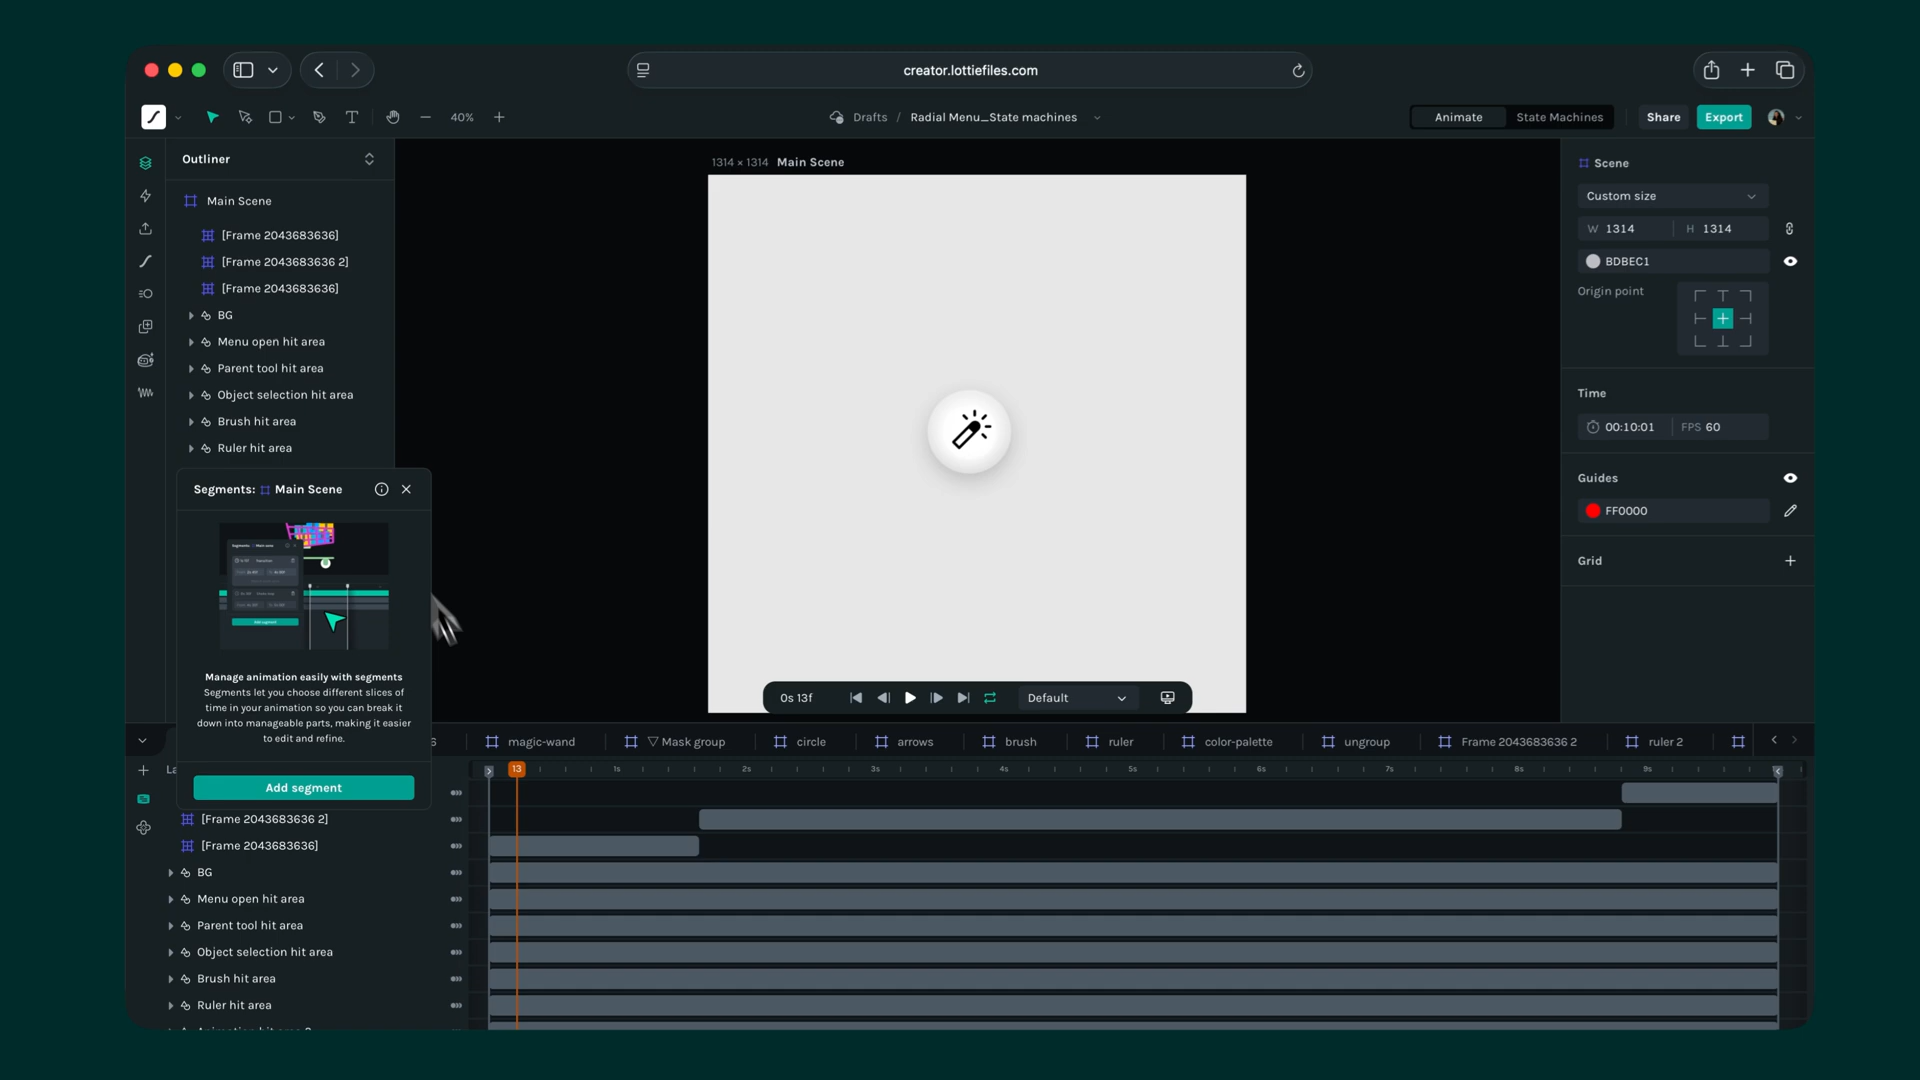 creator.lottiefiles.com
40%
Drafts / Radial Menu_State machines
Animate
State Machines
Share
Export
Outliner
Main Scene
[Frame 2043683636]
[Frame 2043683636 2]
[Frame 2043683636]
BG
Menu open hit area
Parent tool hit area
Object selection hit area
Brush hit area
Ruler hit area
1314 × 1314 Main Scene
Scene
Custom size
W 1314
H 1314
BDBEC1
Origin point
Time
00:10:01
FPS 60
Guides
FF0000
Grid
Segments: Main Scene
Manage animation easily with segments
Segments let you choose different slices of
time in your animation so you can break it
down into manageable parts, making it easier
to edit and refine.
Add segment
0s 13f
Default
6
magic-wand
Mask group
circle
arrows
brush
ruler
color-palette
ungroup
Frame 2043683636 2
ruler 2
La
13
1s
2s
3s
4s
5s
6s
7s
8s
9s
[Frame 2043683636 2]
[Frame 2043683636]
BG
Menu open hit area
Parent tool hit area
Object selection hit area
Brush hit area
Ruler hit area